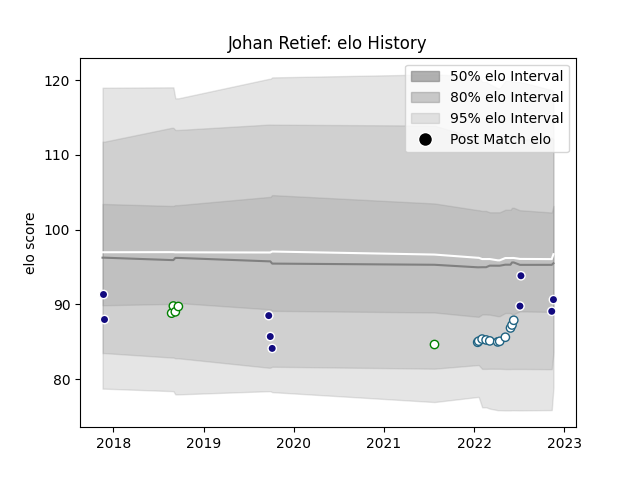 Johan Retief: elo History
50% elo Interval
80% elo Interval
95% elo Interval
Post Match elo
elo score
120
110
100
90
80
2018 2019 2020 2021 2022 2023